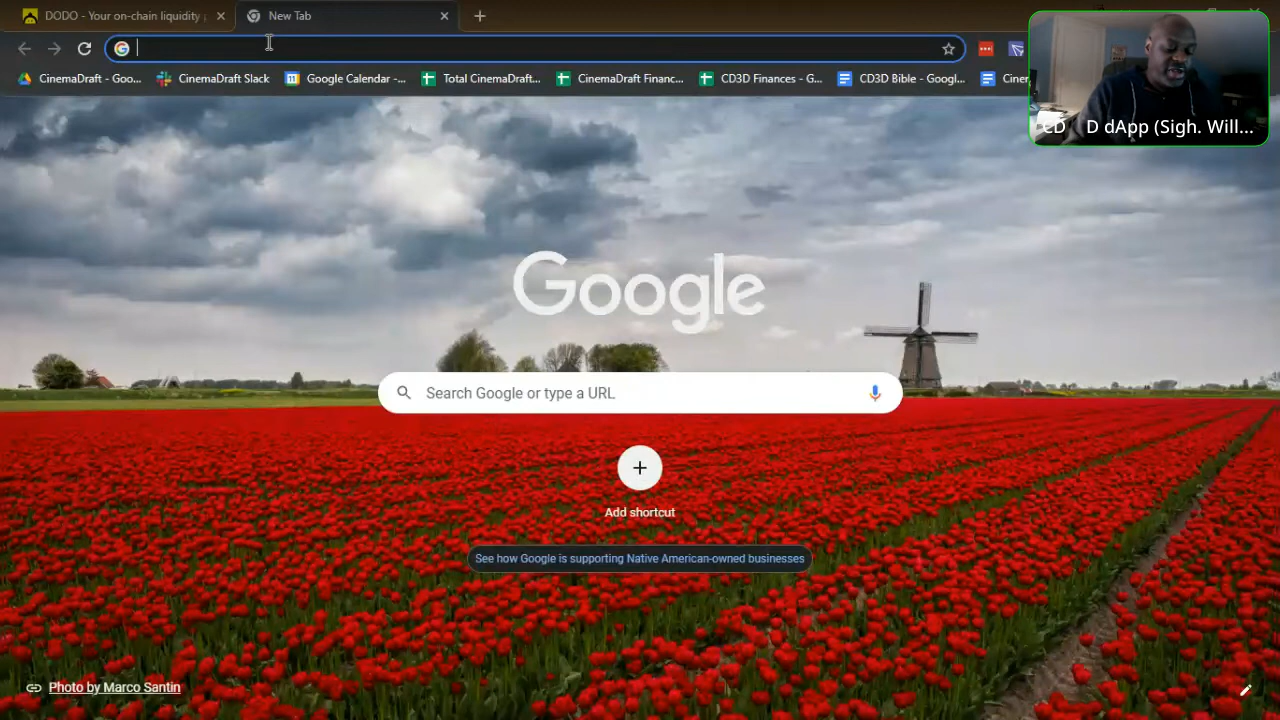 DODO - Your on-chain liquidity
New Tab
CinemaDraft - Goo...
CinemaDraft Slack
Google Calendar -...
Total CinemaDraft...
CinemaDraft Financ...
CD3D Finances - G...
CD3D Bible - Googl...
Ciner
CD D dApp (Sigh. Will...
Google
Search Google or type a URL
Add shortcut
See how Google is supporting Native American-owned businesses
Photo by Marco Santin